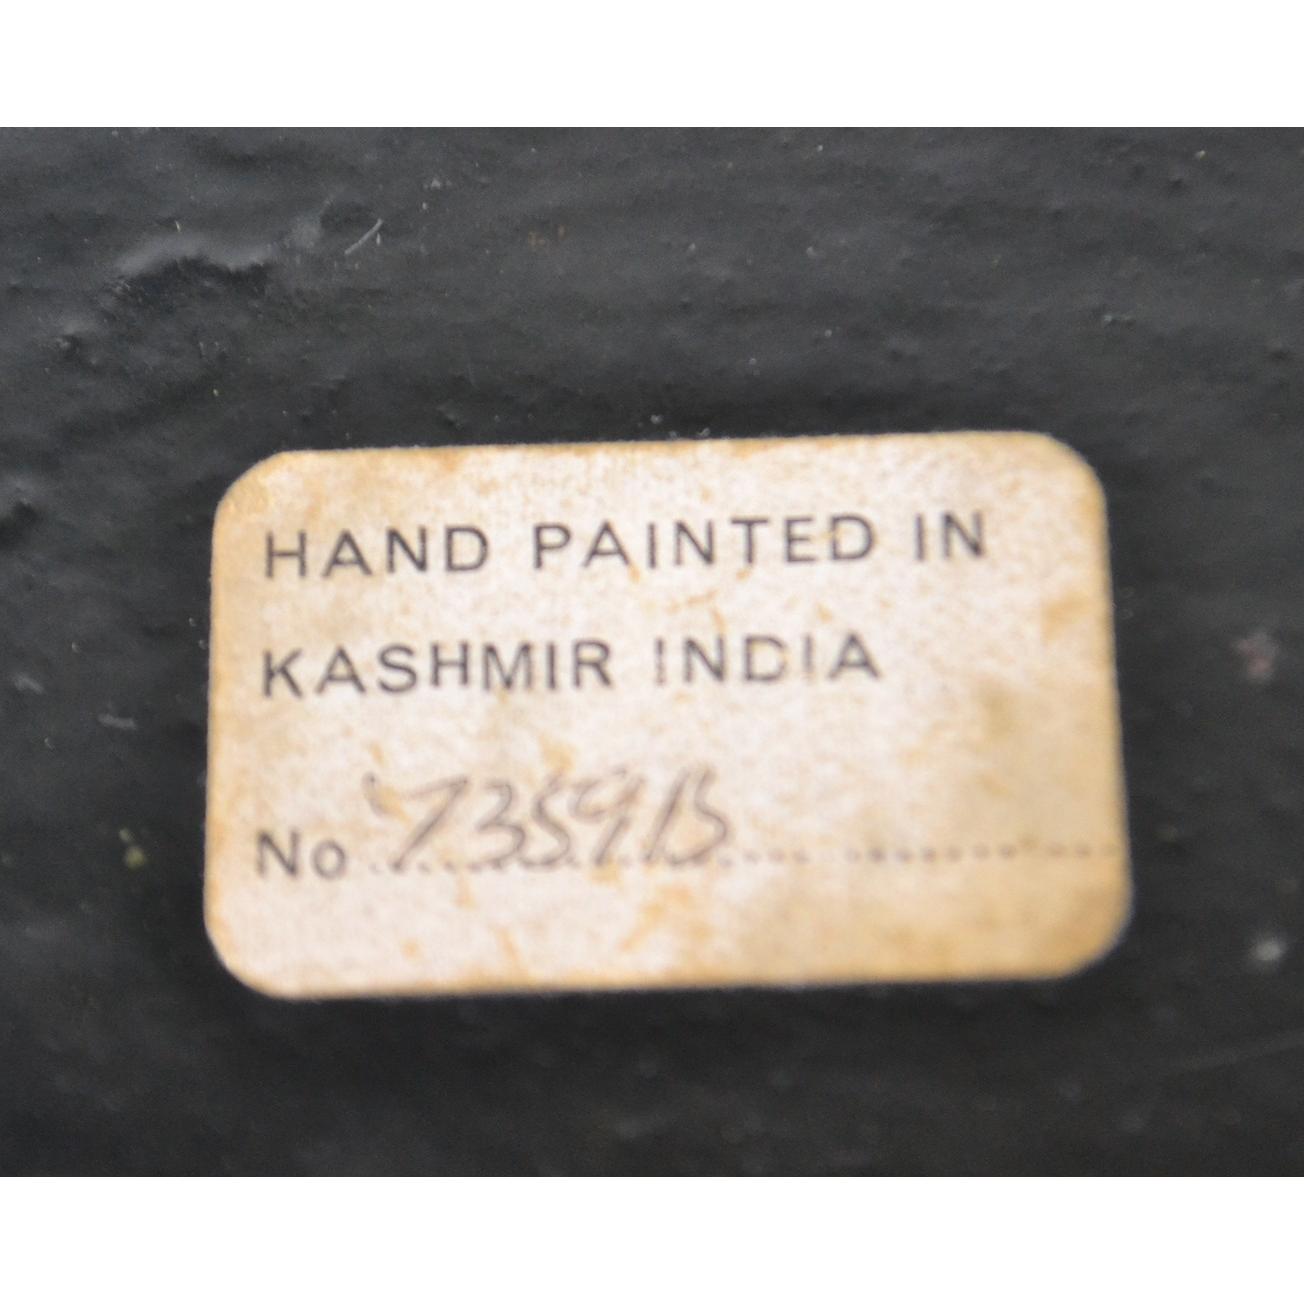 HAND PAINTED IN
KASHMIR INDIA
No 7359B